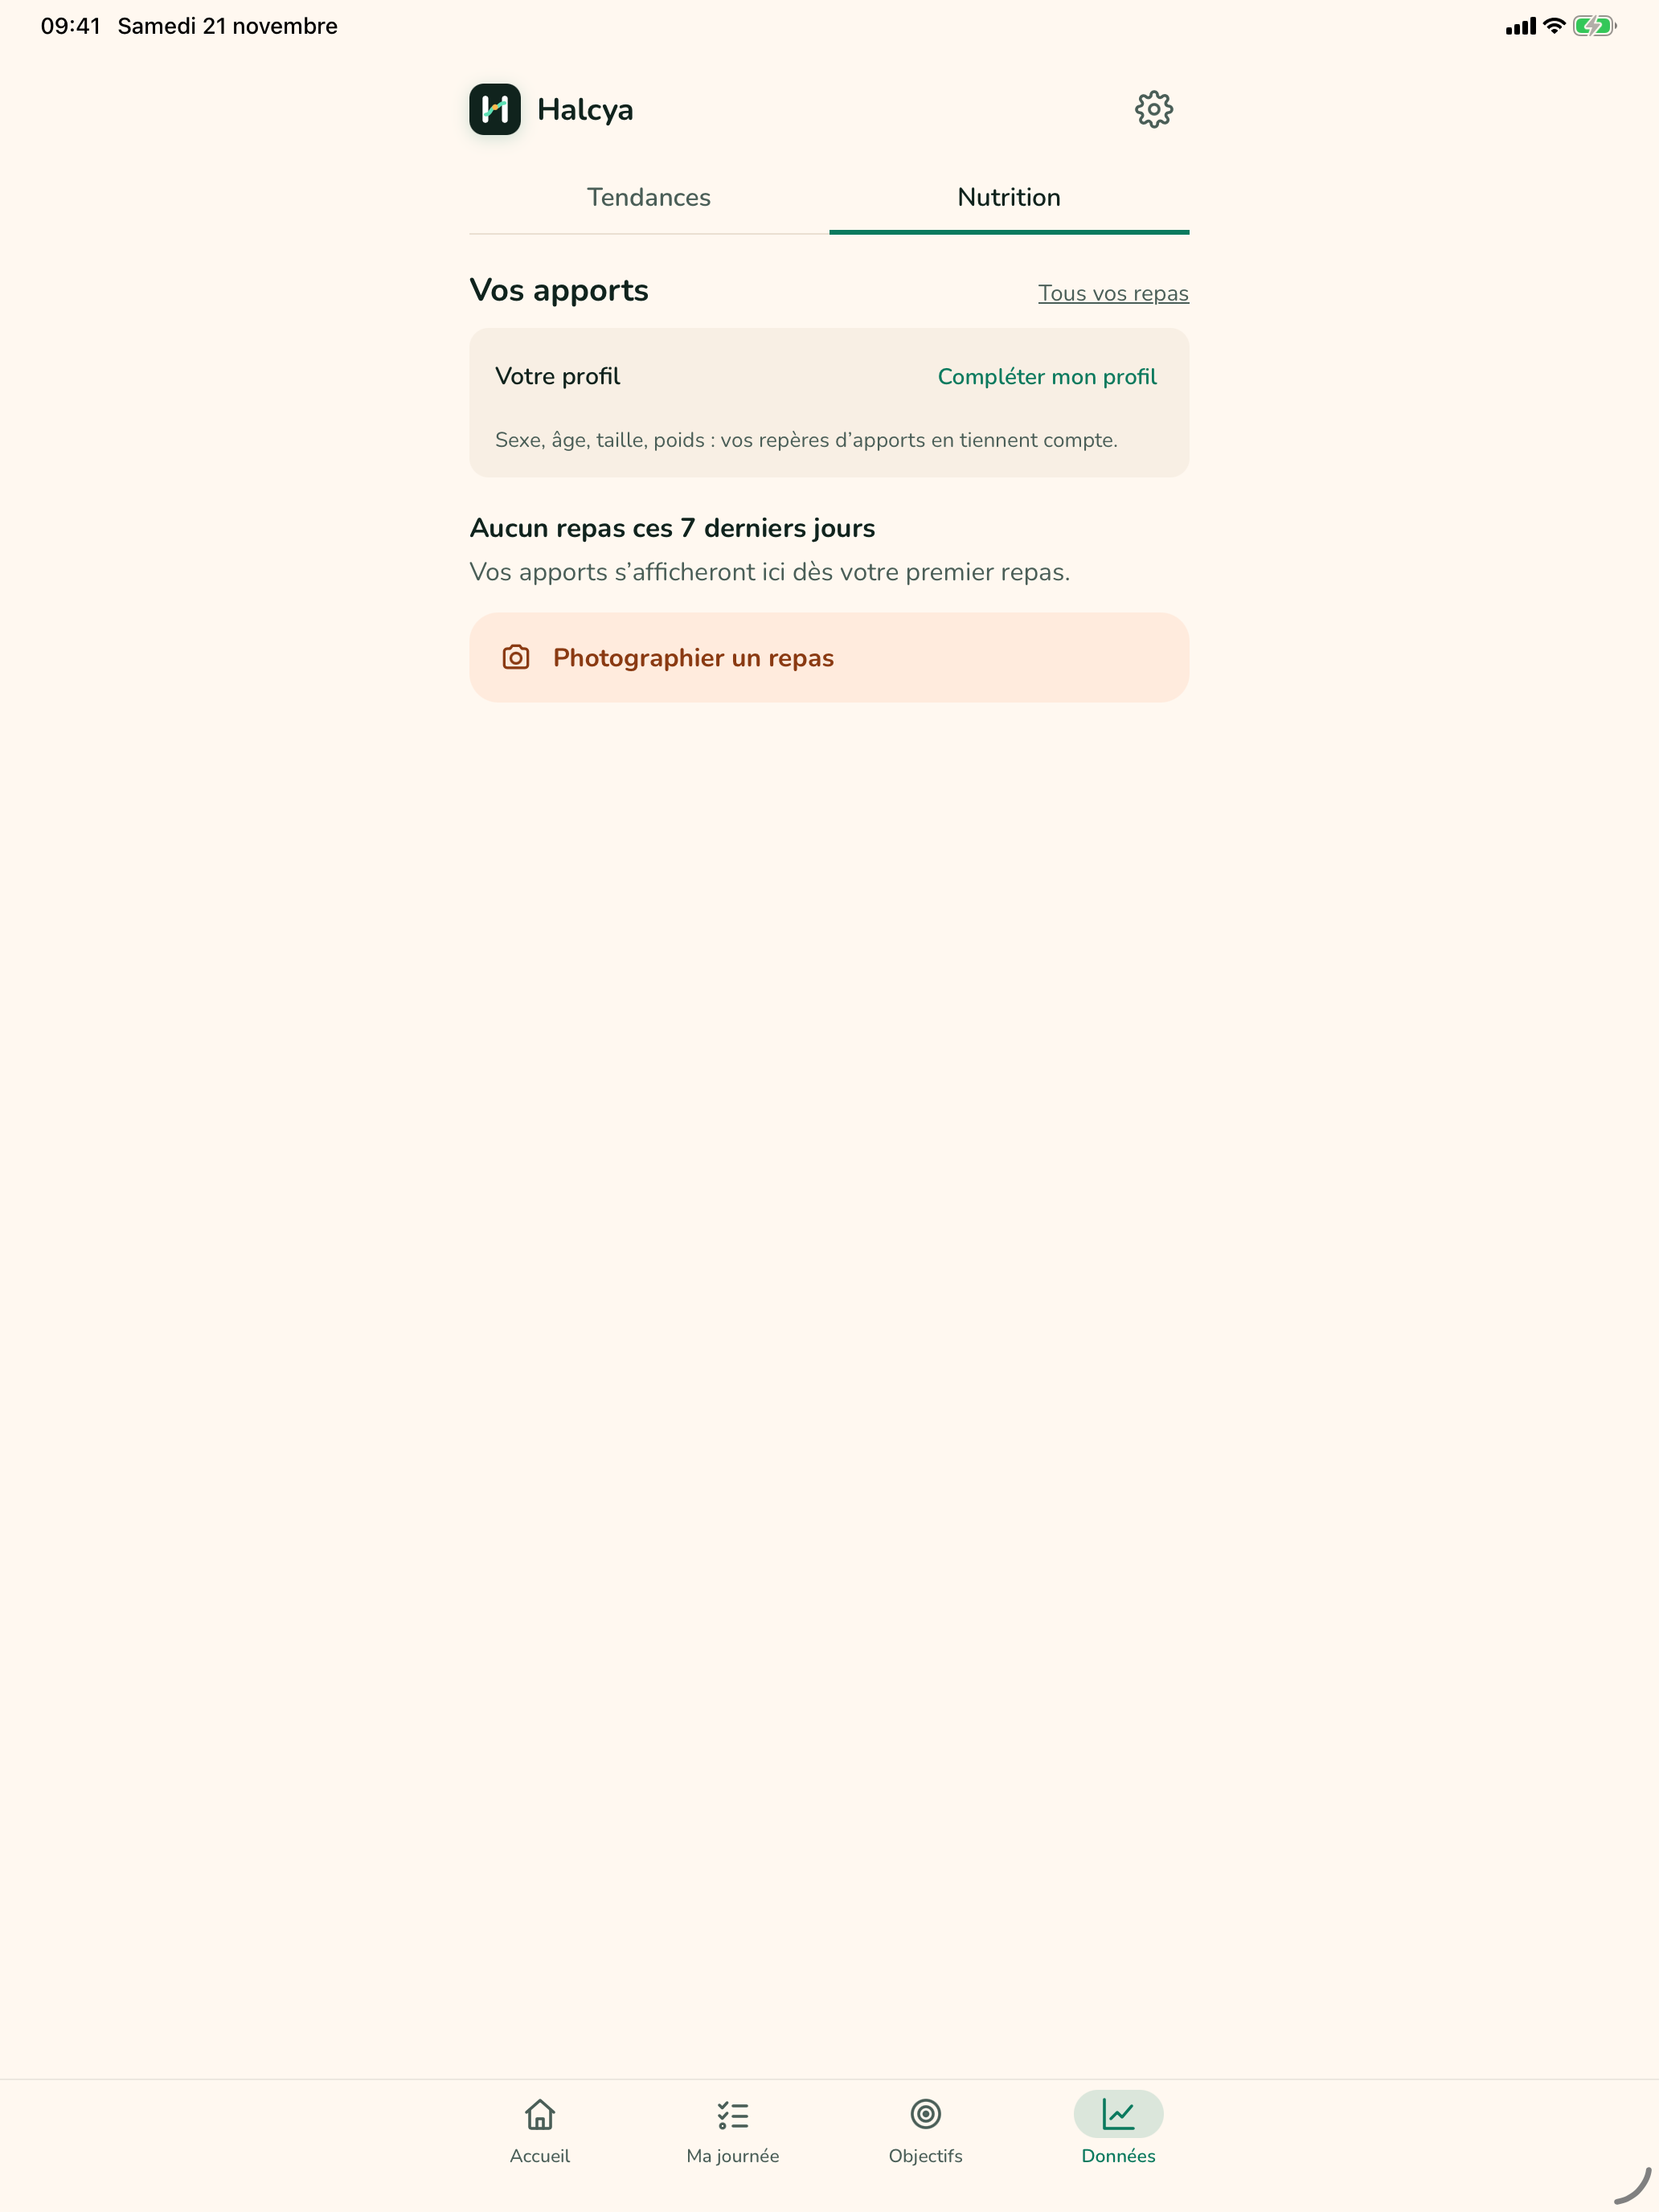 09:41 Samedi 21 novembre
Halcya
Tendances
Nutrition
Vos apports
Tous vos repas
Votre profil
Compléter mon profil
Sexe, âge, taille, poids : vos repères d’apports en tiennent compte.
Aucun repas ces 7 derniers jours
Vos apports s’afficheront ici dès votre premier repas.
Photographier un repas
Accueil
Ma journée
Objectifs
Données